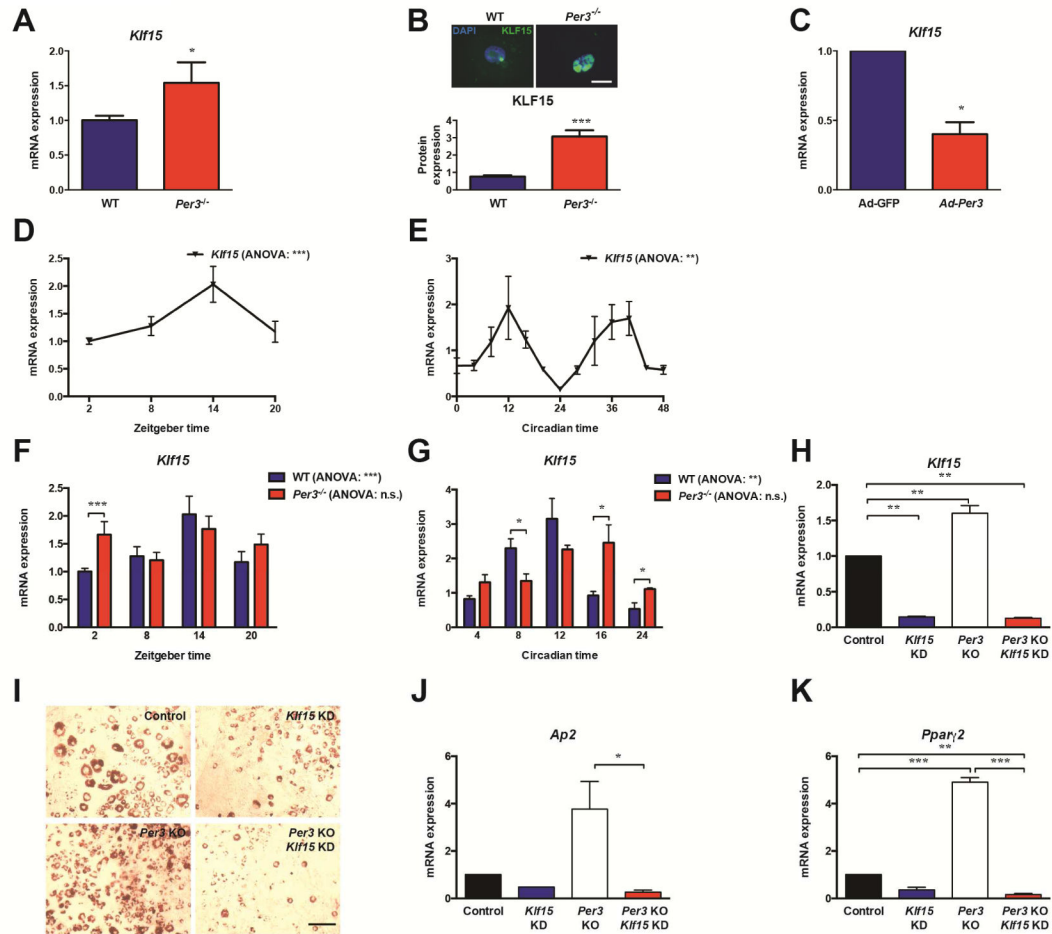 A
Klf15
*
mRNA expression
2.0
1.5
1.0
0.5
0.0
WT
Per3-/-
B
WT
Per3-/-
DAPI
KLF15
KLF15
***
Protein
expression
4
3
2
1
0
WT
Per3-/-
C
Klf15
mRNA expression
1.0
0.5
0.0
*
Ad-GFP
Ad-Per3
D
Klf15 (ANOVA: ***)
mRNA expression
2.5
2.0
1.5
1.0
0.5
0.0
2 8 14 20
Zeitgeber time
E
Klf15 (ANOVA: **)
mRNA expression
3
2
1
0
0 12 24 36 48
Circadian time
F
Klf15
WT (ANOVA: ***)
Per3-/- (ANOVA: n.s.)
***
mRNA expression
2.5
2.0
1.5
1.0
0.5
0.0
2 8 14 20
Zeitgeber time
G
Klf15
WT (ANOVA: **)
Per3-/- (ANOVA: n.s.)
* * *
mRNA expression
4
3
2
1
0
4 8 12 16 24
Circadian time
H
Klf15
**
**
**
mRNA expression
2.0
1.5
1.0
0.5
0.0
Control
Klf15
KD
Per3
KO
Per3 KO
Klf15 KD
I
Control
Klf15 KD
Per3 KO
Per3 KO
Klf15 KD
J
Ap2
*
mRNA expression
6
4
2
0
Control
Klf15
KD
Per3
KO
Per3 KO
Klf15 KD
K
Pparγ2
**
*** ***
mRNA expression
6
4
2
0
Control
Klf15
KD
Per3
KO
Per3 KO
Klf15 KD